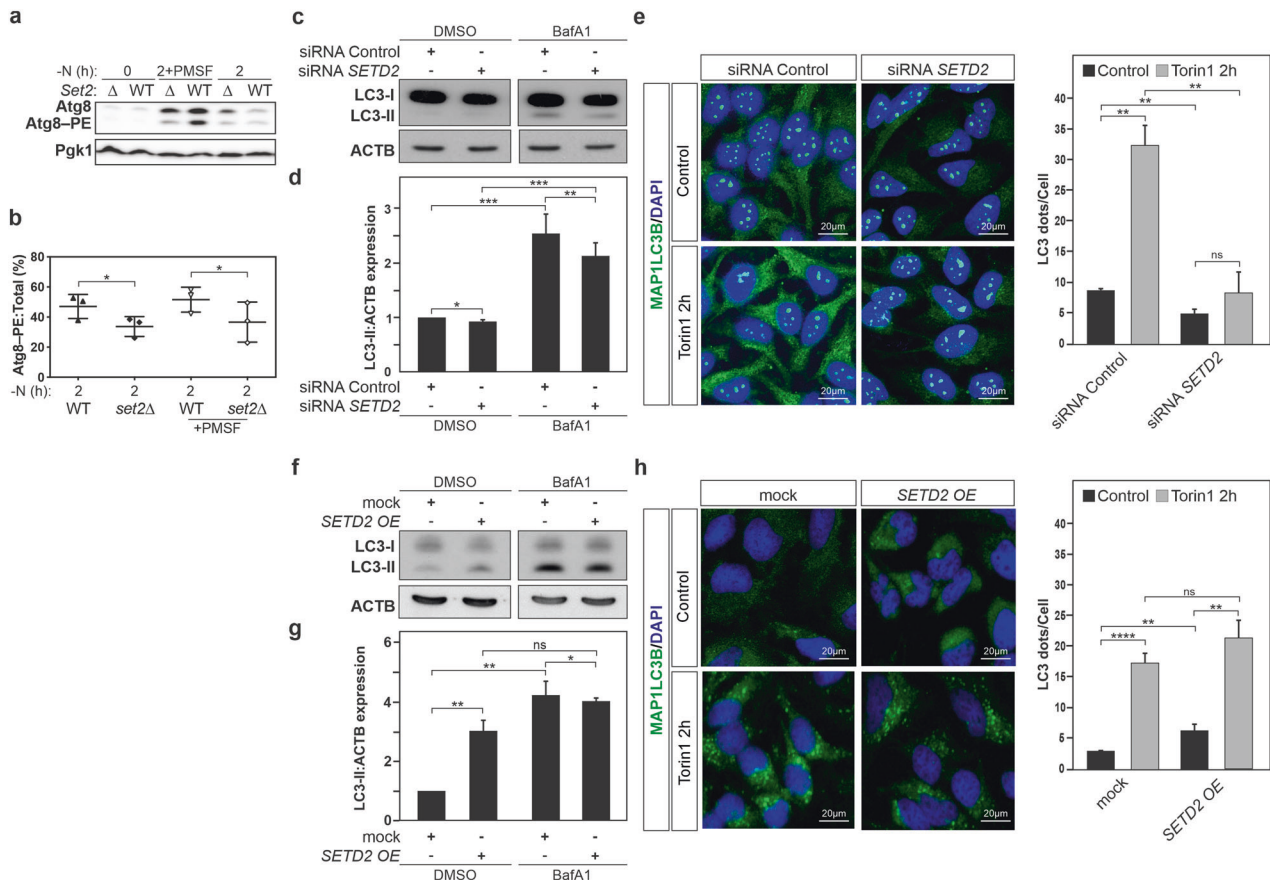 a
-N (h): 0 2+PMSF 2
Set2: Δ WT Δ WT Δ WT
Atg8
Atg8–PE
Pgk1
b
Atg8–PE:Total (%)
80
60
40
20
0
* *
-N (h): 2 2 2 2
WT set2Δ WT set2Δ
+PMSF
c
DMSO BafA1
siRNA Control + - + -
siRNA SETD2 - + - +
LC3-I
LC3-II
ACTB
d
LC3-II:ACTB expression
3
2
1
0
***
*** **
*
siRNA Control + - + -
siRNA SETD2 - + - +
DMSO BafA1
e
siRNA Control siRNA SETD2
MAP1LC3B/DAPI
Control
Torin1 2h
20μm 20μm
20μm 20μm
Control Torin1 2h
LC3 dots/Cell
40
35
30
25
20
15
10
5
0
**
** **
ns
siRNA Control siRNA SETD2
f
DMSO BafA1
mock + - + -
SETD2 OE - + - +
LC3-I
LC3-II
ACTB
g
LC3-II:ACTB expression
6
4
2
0
ns
** *
**
mock + - + -
SETD2 OE - + - +
DMSO BafA1
h
mock SETD2 OE
MAP1LC3B/DAPI
Control
Torin1 2h
20μm 20μm
20μm 20μm
Control Torin1 2h
LC3 dots/Cell
40
35
30
25
20
15
10
5
0
ns
** **
****
mock SETD2 OE